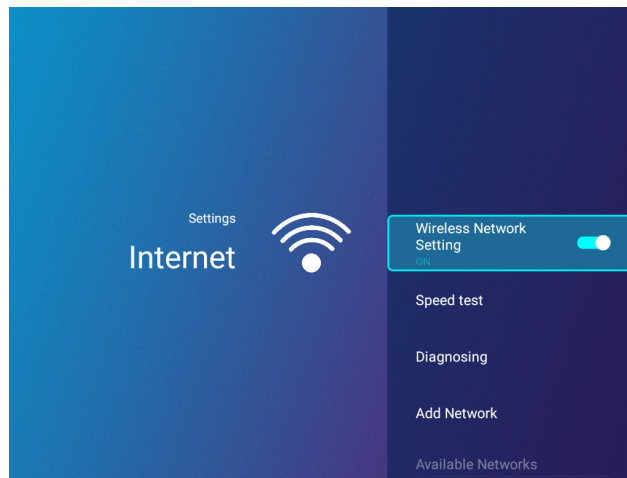 Settings
Internet
Wireless Network
Setting
ON
Speed test
Diagnosing
Add Network
Available Networks